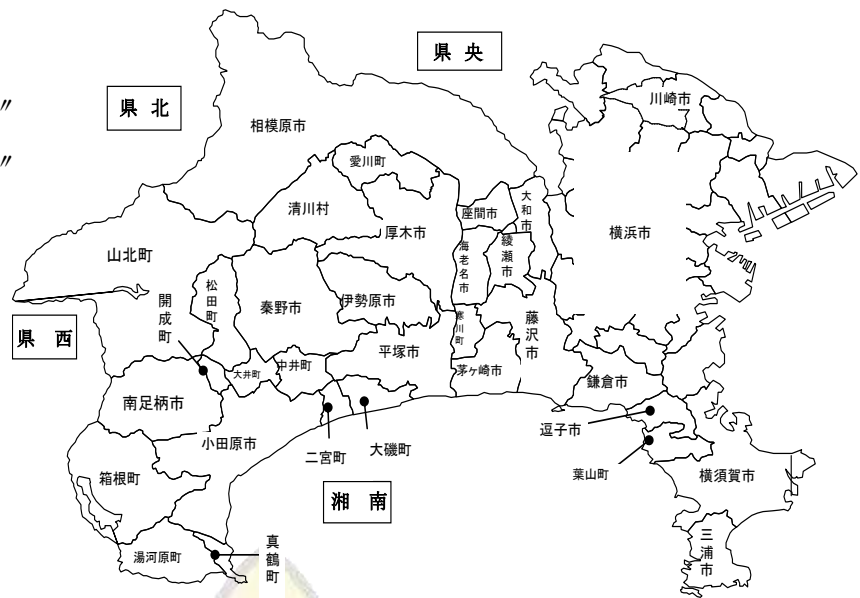 県 央
〃
県 北
川崎市
相模原市
〃
愛川町
大和市
清川村
座間市
厚木市
横浜市
山北町
海老名市
綾瀬市
松田町
開成町
秦野市
伊勢原市
県 西
寒川町
藤沢市
平塚市
中井町
大井町
茅ヶ崎市
鎌倉市
南足柄市
小田原市
逗子市
二宮町
大磯町
箱根町
葉山町
横須賀市
湘 南
真鶴町
三浦市
湯河原町